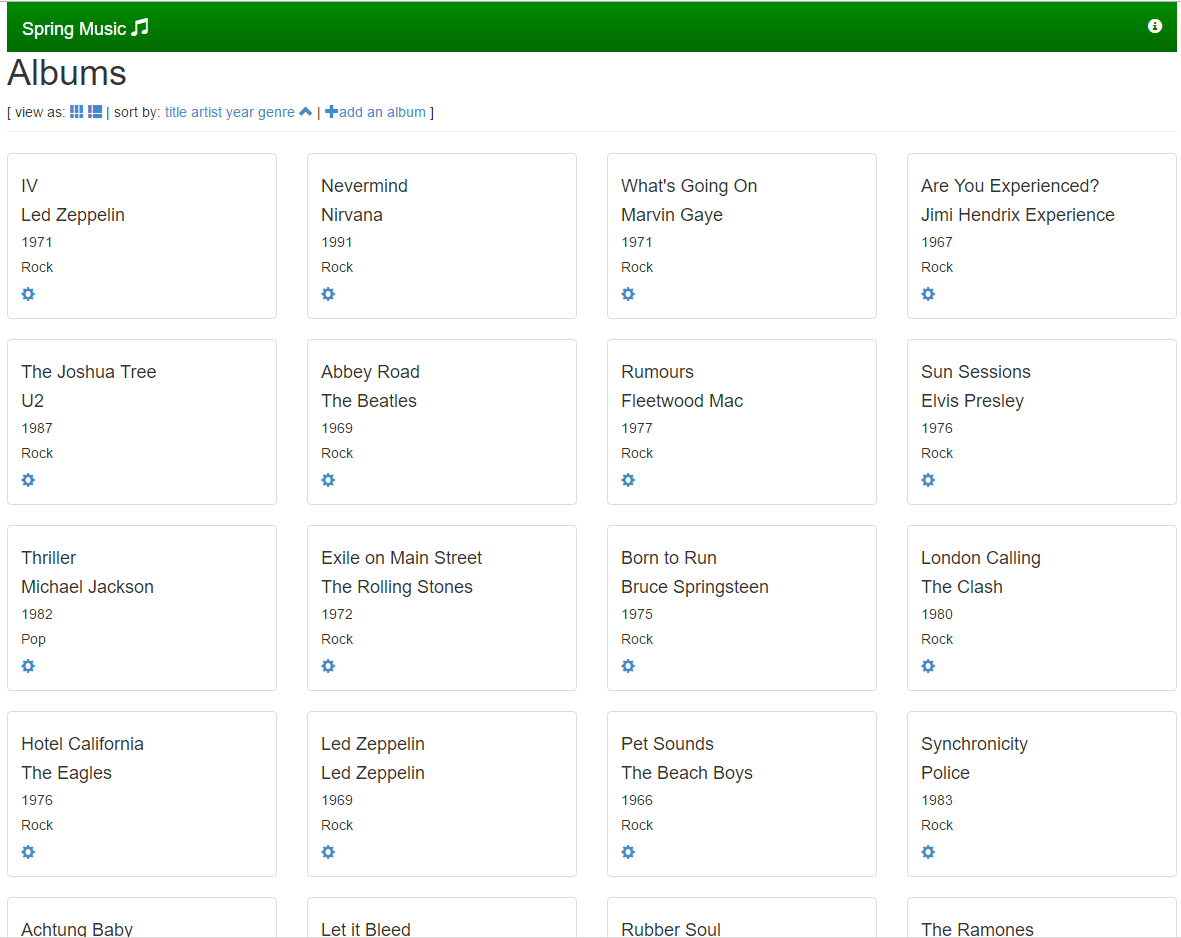 Spring Music
Albums
[ view as: | sort by: title artist year genre | add an album ]
IV
Led Zeppelin
1971
Rock
Nevermind
Nirvana
1991
Rock
What's Going On
Marvin Gaye
1971
Rock
Are You Experienced?
Jimi Hendrix Experience
1967
Rock
The Joshua Tree
U2
1987
Rock
Abbey Road
The Beatles
1969
Rock
Rumours
Fleetwood Mac
1977
Rock
Sun Sessions
Elvis Presley
1976
Rock
Thriller
Michael Jackson
1982
Pop
Exile on Main Street
The Rolling Stones
1972
Rock
Born to Run
Bruce Springsteen
1975
Rock
London Calling
The Clash
1980
Rock
Hotel California
The Eagles
1976
Rock
Led Zeppelin
Led Zeppelin
1969
Rock
Pet Sounds
The Beach Boys
1966
Rock
Synchronicity
Police
1983
Rock
Achtung Baby
Let it Bleed
Rubber Soul
The Ramones